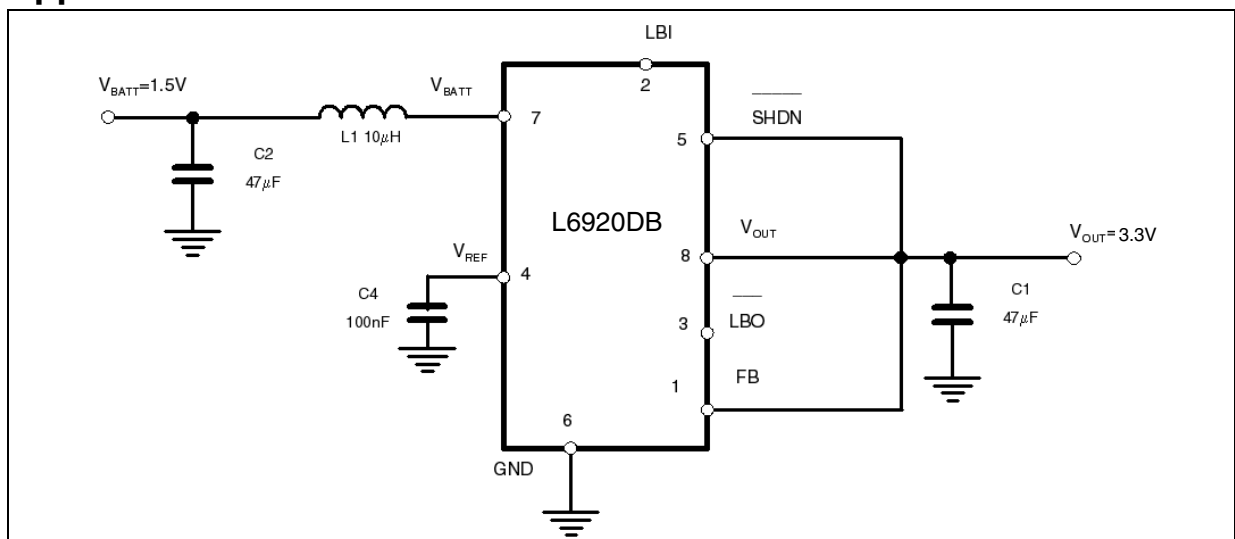 LBI
2
V_BATT=1.5V
V_BATT
7
L1 10μH
C2
47μF
SHDN
5
L6920DB
V_OUT
8
V_OUT=3.3V
V_REF
4
C4
100nF
C1
47μF
3
LBO
FB
1
6
GND